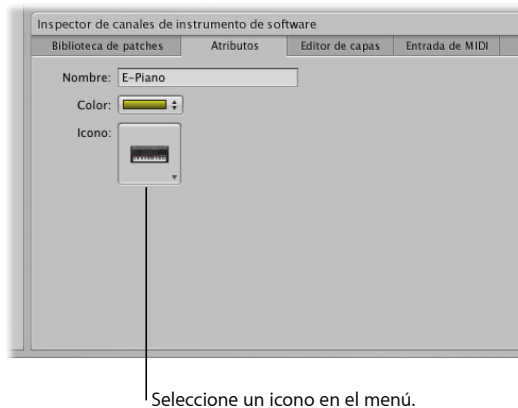 Inspector de canales de instrumento de software
Biblioteca de patches Atributos Editor de capas Entrada de MIDI
Nombre: E-Piano
Color:
Icono:
Seleccione un icono en el menú.